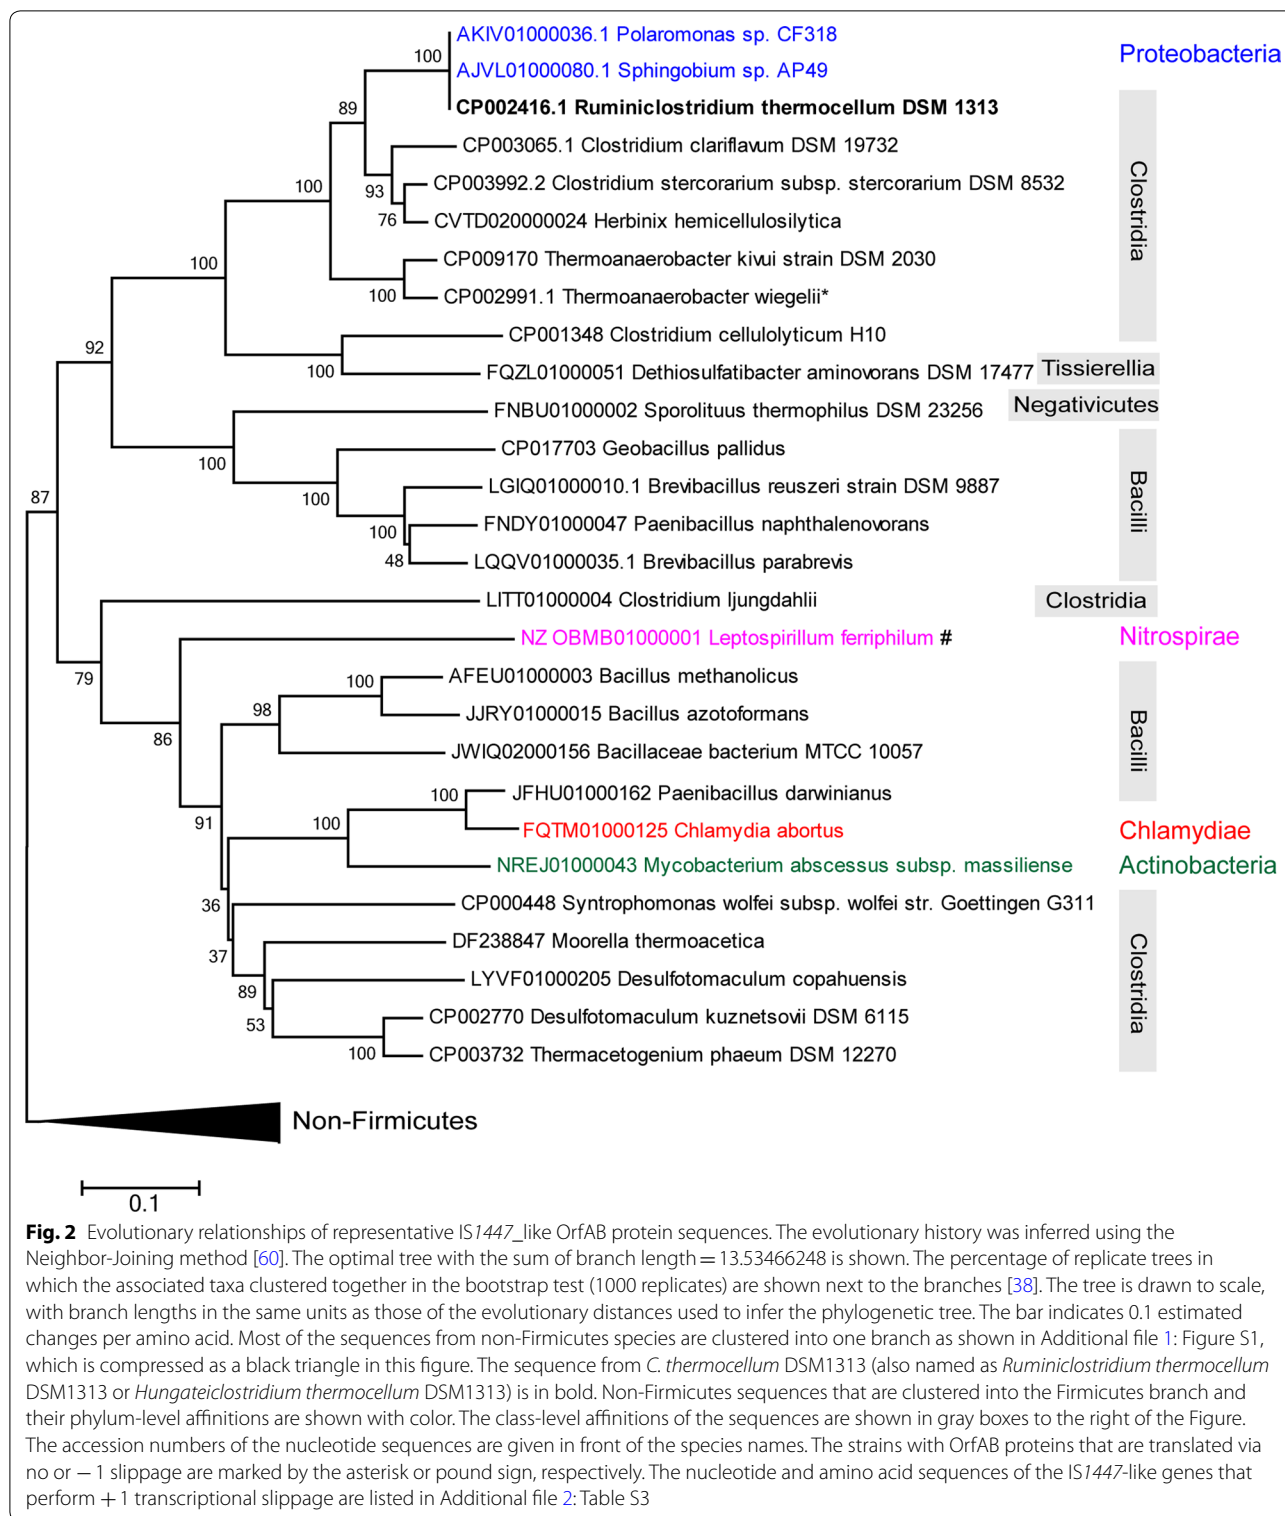 AKIV01000036.1 Polaromonas sp. CF318
100
Proteobacteria
AJVL01000080.1 Sphingobium sp. AP49
89
CP002416.1 Ruminiclostridium thermocellum DSM 1313
CP003065.1 Clostridium clariflavum DSM 19732
100
93
CP003992.2 Clostridium stercorarium subsp. stercorarium DSM 8532
Clostridia
76
CVTD020000024 Herbinix hemicellulosilytica
100
CP009170 Thermoanaerobacter kivui strain DSM 2030
100
CP002991.1 Thermoanaerobacter wiegelii*
CP001348 Clostridium cellulolyticum H10
92
100
FQZL01000051 Dethiosulfatibacter aminovorans DSM 17477
Tissierellia
FNBU01000002 Sporolituus thermophilus DSM 23256
Negativicutes
100
CP017703 Geobacillus pallidus
87
100
LGIQ01000010.1 Brevibacillus reuszeri strain DSM 9887
Bacilli
100
FNDY01000047 Paenibacillus naphthalenovorans
48
LQQV01000035.1 Brevibacillus parabrevis
LITT01000004 Clostridium ljungdahlii
Clostridia
NZ OBMB01000001 Leptospirillum ferriphilum #
Nitrospirae
79
100
AFEU01000003 Bacillus methanolicus
98
JJRY01000015 Bacillus azotoformans
Bacilli
86
JWIQ02000156 Bacillaceae bacterium MTCC 10057
100
JFHU01000162 Paenibacillus darwinianus
91
100
FQTM01000125 Chlamydia abortus
Chlamydiae
NREJ01000043 Mycobacterium abscessus subsp. massiliense
Actinobacteria
36
CP000448 Syntrophomonas wolfei subsp. wolfei str. Goettingen G311
37
DF238847 Moorella thermoacetica
89
LYVF01000205 Desulfotomaculum copahuensis
Clostridia
53
CP002770 Desulfotomaculum kuznetsovii DSM 6115
100
CP003732 Thermacetogenium phaeum DSM 12270
Non-Firmicutes
0.1
Fig. 2 Evolutionary relationships of representative IS1447_like OrfAB protein sequences. The evolutionary history was inferred using the
Neighbor-Joining method [60]. The optimal tree with the sum of branch length = 13.53466248 is shown. The percentage of replicate trees in
which the associated taxa clustered together in the bootstrap test (1000 replicates) are shown next to the branches [38]. The tree is drawn to scale,
with branch lengths in the same units as those of the evolutionary distances used to infer the phylogenetic tree. The bar indicates 0.1 estimated
changes per amino acid. Most of the sequences from non-Firmicutes species are clustered into one branch as shown in Additional file 1: Figure S1,
which is compressed as a black triangle in this figure. The sequence from C. thermocellum DSM1313 (also named as Ruminiclostridium thermocellum
DSM1313 or Hungateiclostridium thermocellum DSM1313) is in bold. Non-Firmicutes sequences that are clustered into the Firmicutes branch and
their phylum-level affinitions are shown with color. The class-level affinitions of the sequences are shown in gray boxes to the right of the Figure.
The accession numbers of the nucleotide sequences are given in front of the species names. The strains with OrfAB proteins that are translated via
no or − 1 slippage are marked by the asterisk or pound sign, respectively. The nucleotide and amino acid sequences of the IS1447-like genes that
perform + 1 transcriptional slippage are listed in Additional file 2: Table S3